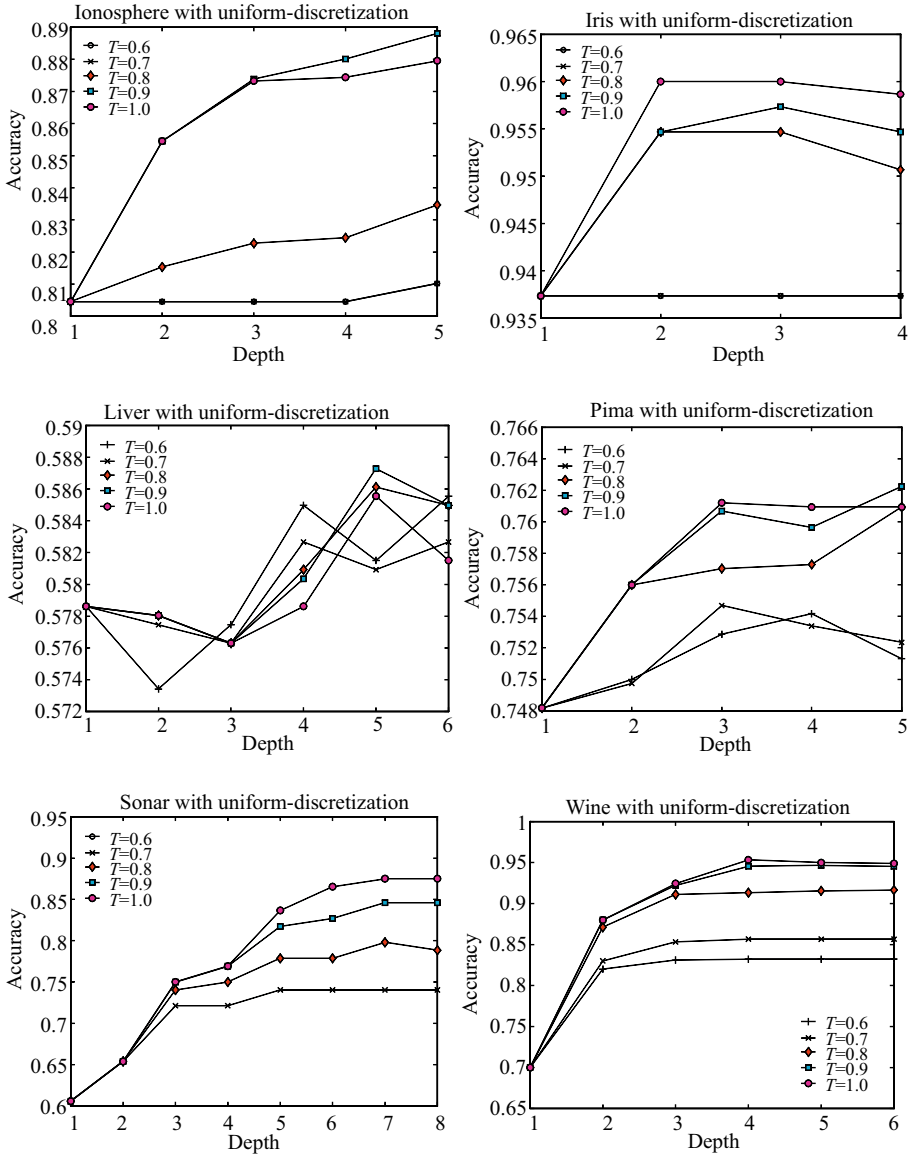 Ionosphere with uniform-discretization
0.89
0.88
0.87
0.86
0.85
0.84
0.83
0.82
0.81
0.8
Accuracy
T=0.6
T=0.7
T=0.8
T=0.9
T=1.0
1 2 3 4 5
Depth
Iris with uniform-discretization
0.965
0.96
0.955
0.95
0.945
0.94
0.935
Accuracy
T=0.6
T=0.7
T=0.8
T=0.9
T=1.0
1 2 3 4
Depth
Liver with uniform-discretization
0.59
0.588
0.586
0.584
0.582
0.58
0.578
0.576
0.574
0.572
Accuracy
T=0.6
T=0.7
T=0.8
T=0.9
T=1.0
1 2 3 4 5 6
Depth
Pima with uniform-discretization
0.766
0.764
0.762
0.76
0.758
0.756
0.754
0.752
0.75
0.748
Accuracy
T=0.6
T=0.7
T=0.8
T=0.9
T=1.0
1 2 3 4 5
Depth
Sonar with uniform-discretization
0.95
0.9
0.85
0.8
0.75
0.7
0.65
0.6
Accuracy
T=0.6
T=0.7
T=0.8
T=0.9
T=1.0
1 2 3 4 5 6 7 8
Depth
Wine with uniform-discretization
1
0.95
0.9
0.85
0.8
0.75
0.7
0.65
Accuracy
T=0.6
T=0.7
T=0.8
T=0.9
T=1.0
1 2 3 4 5 6
Depth